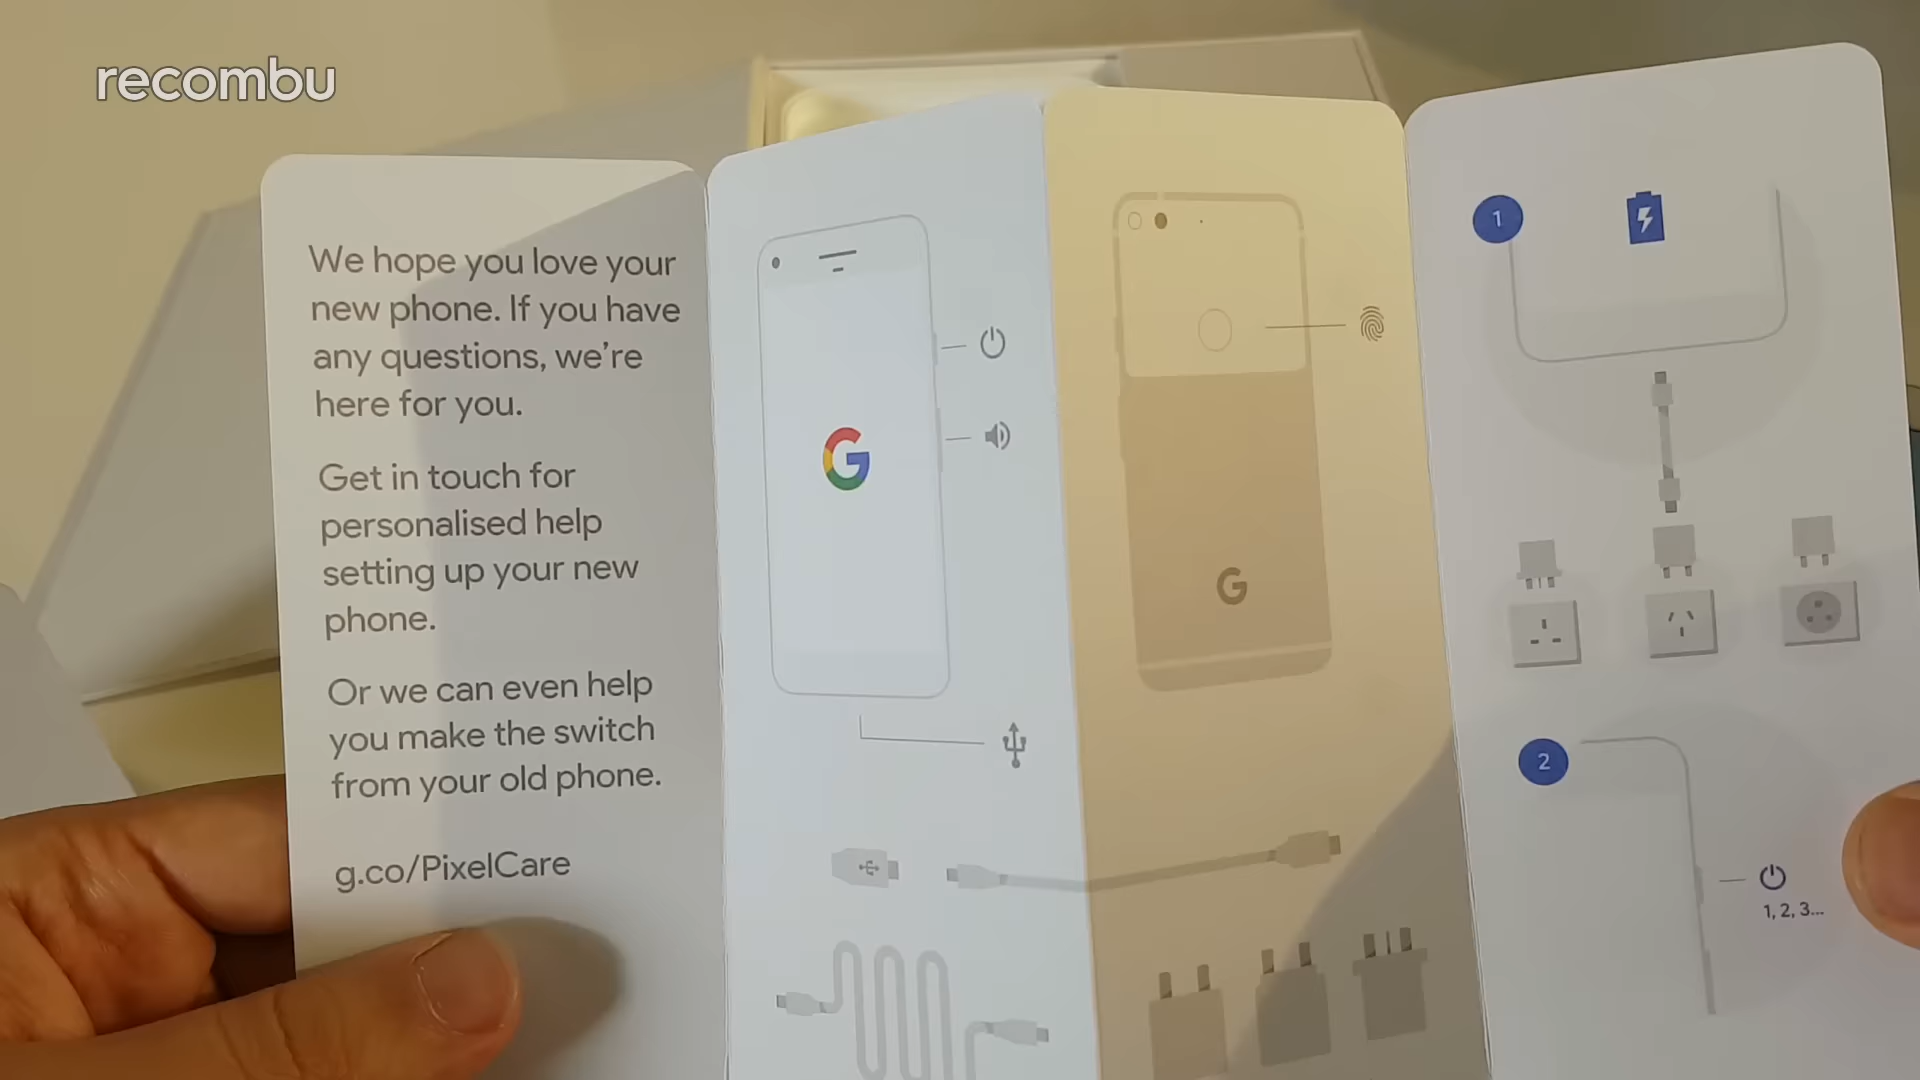 recombu
We hope you love your
new phone. If you have
any questions, we're
here for you.
Get in touch for
personalised help
setting up your new
phone.
Or we can even help
you make the switch
from your old phone.
g.co/PixelCare
G
G
1
2
1, 2, 3...